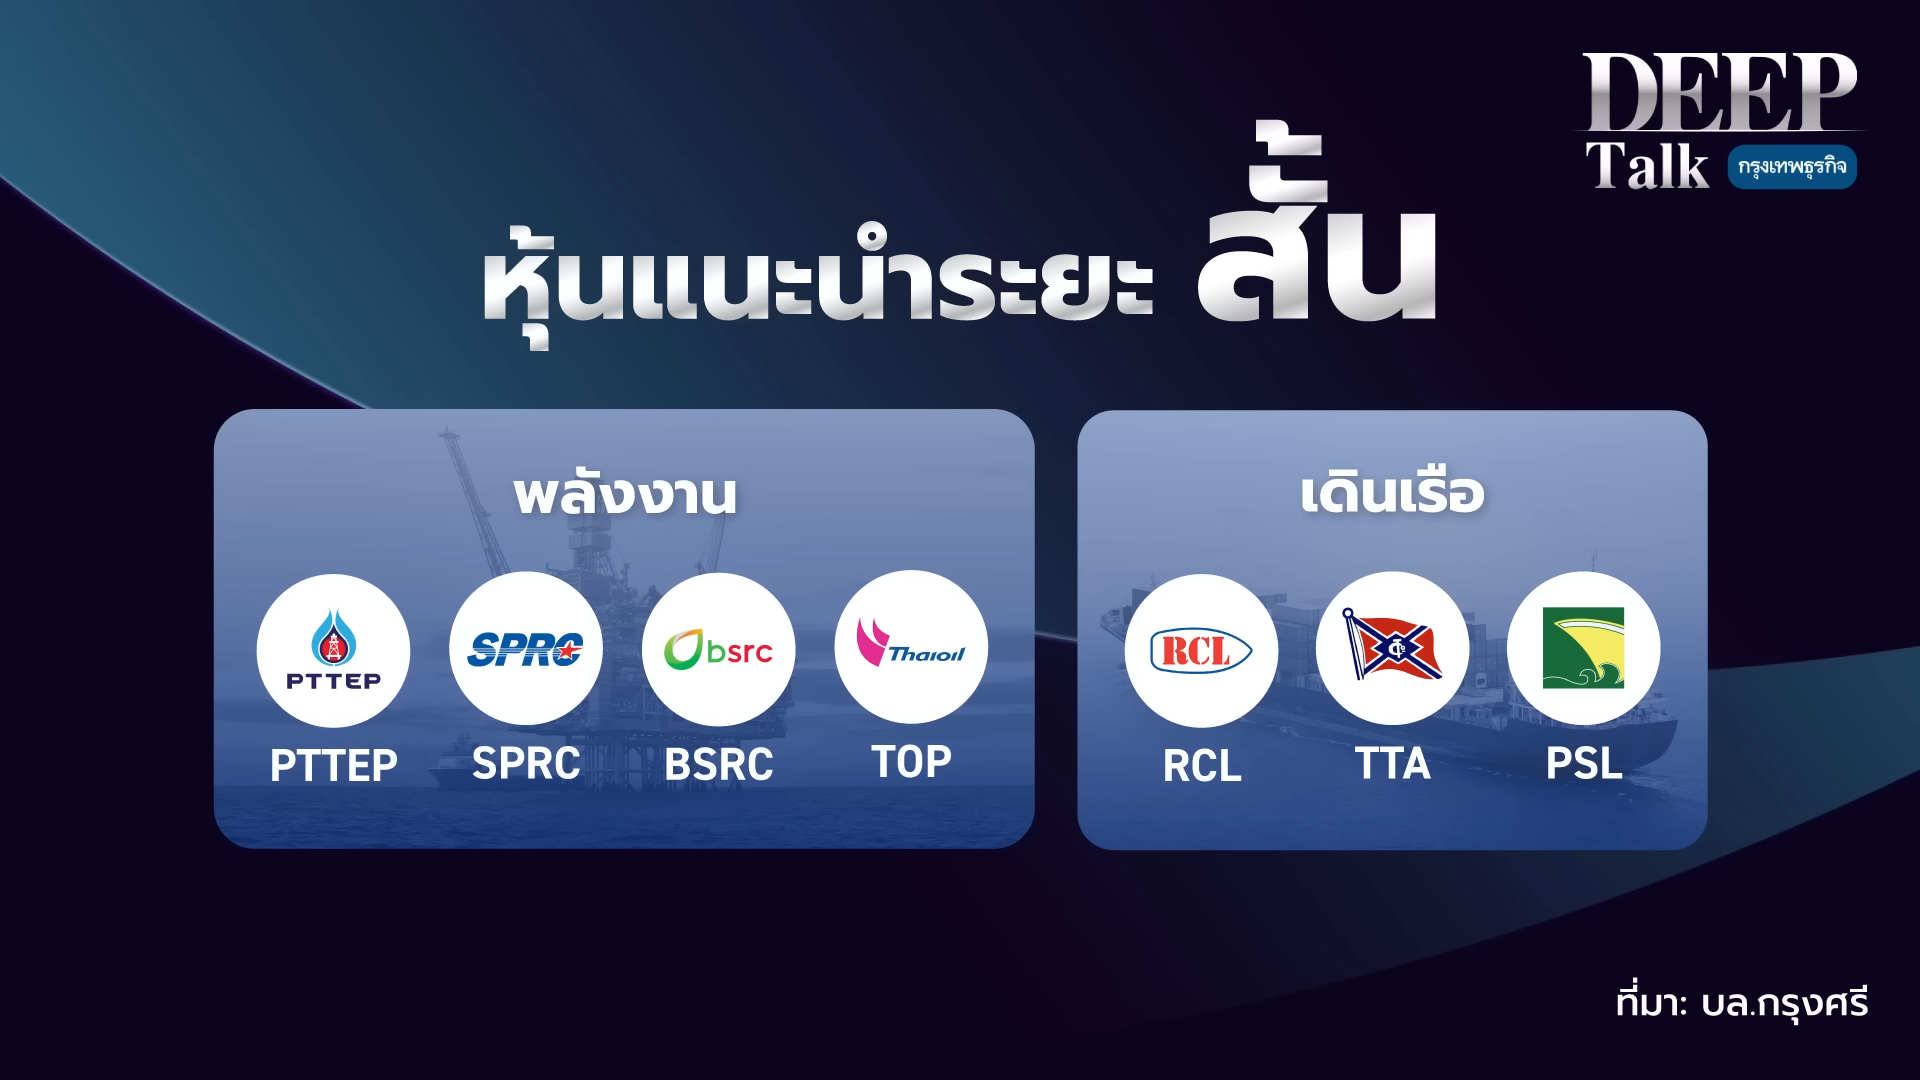 DEEP
Talk กรุงเทพธุรกิจ
หุ้นแนะนำระยะ สั้น
พลังงาน
PTTEP
SPRC
bsrc
Thaioil
PTTEP
SPRC
BSRC
TOP
เดินเรือ
RCL
RCL
TTA
PSL
ที่มา: บล.กรุงศรี